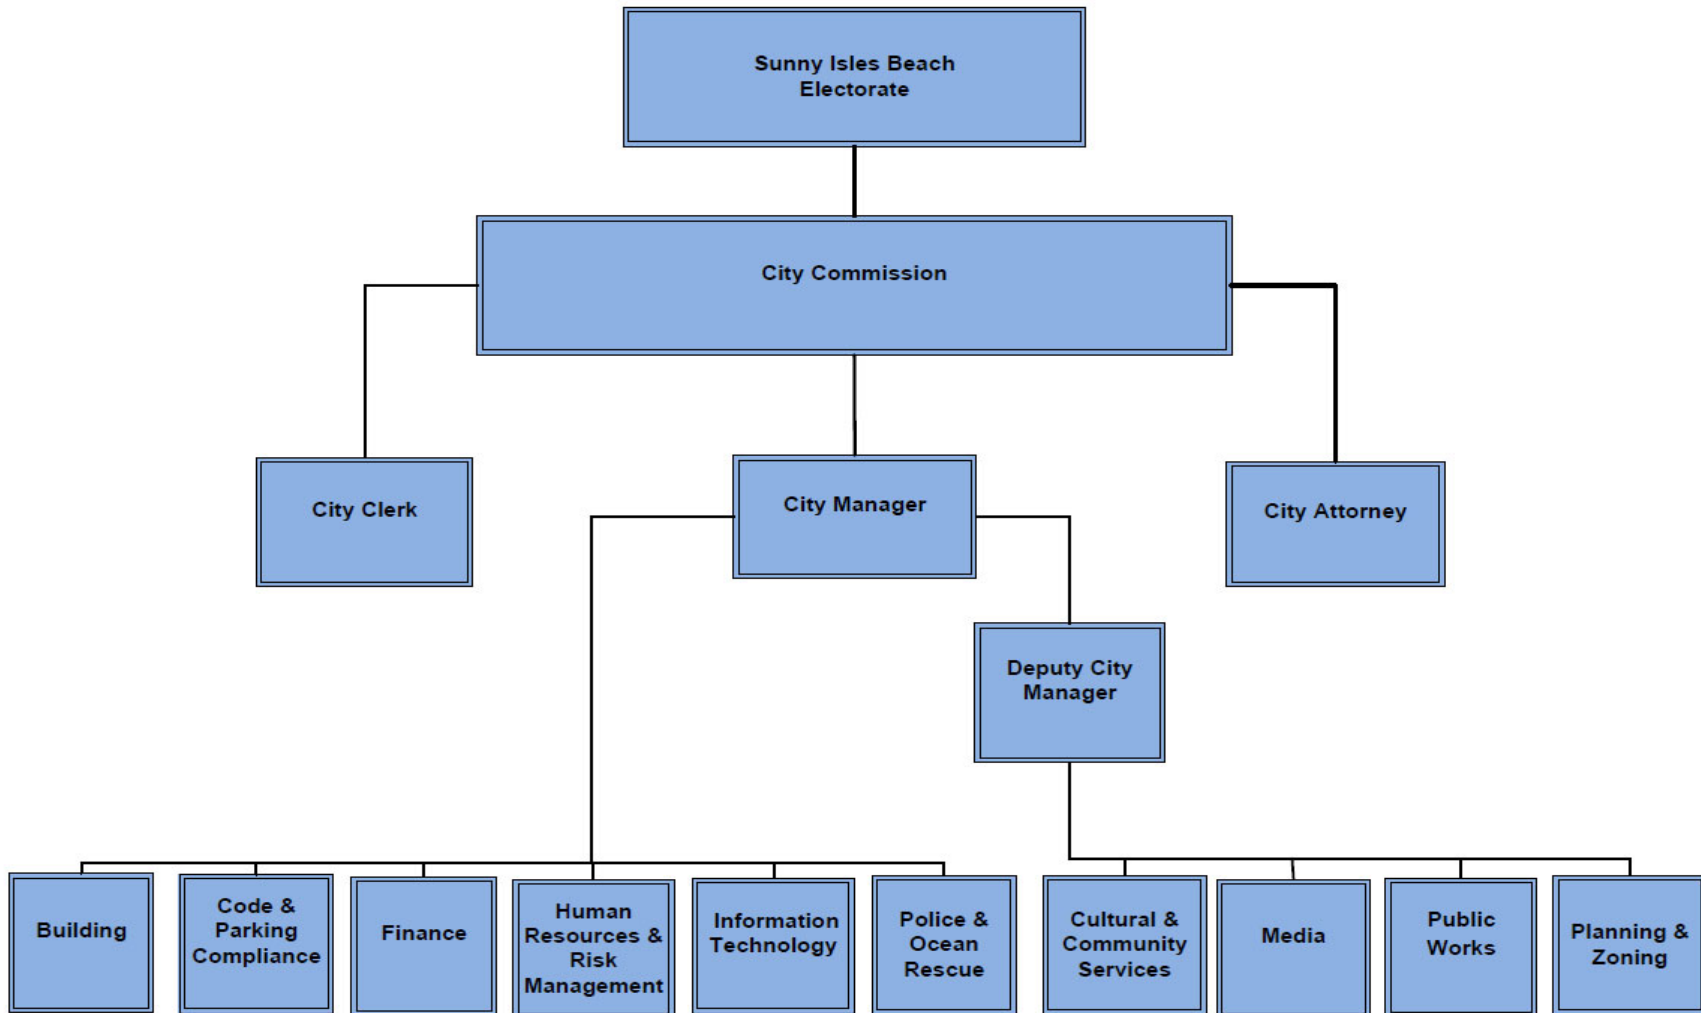 Sunny Isles Beach
Electorate
City Commission
City Clerk
City Manager
City Attorney
Deputy City
Manager
Building
Code &
Parking
Compliance
Finance
Human
Resources &
Risk
Management
Information
Technology
Police &
Ocean
Rescue
Cultural &
Community
Services
Media
Public
Works
Planning &
Zoning